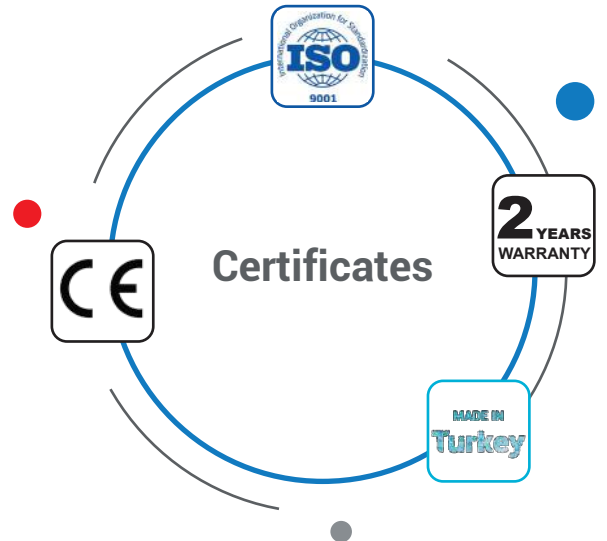 International Organization for Standardization
ISO
9001
2 YEARS
WARRANTY
Certificates
CE
MADE IN
Turkey